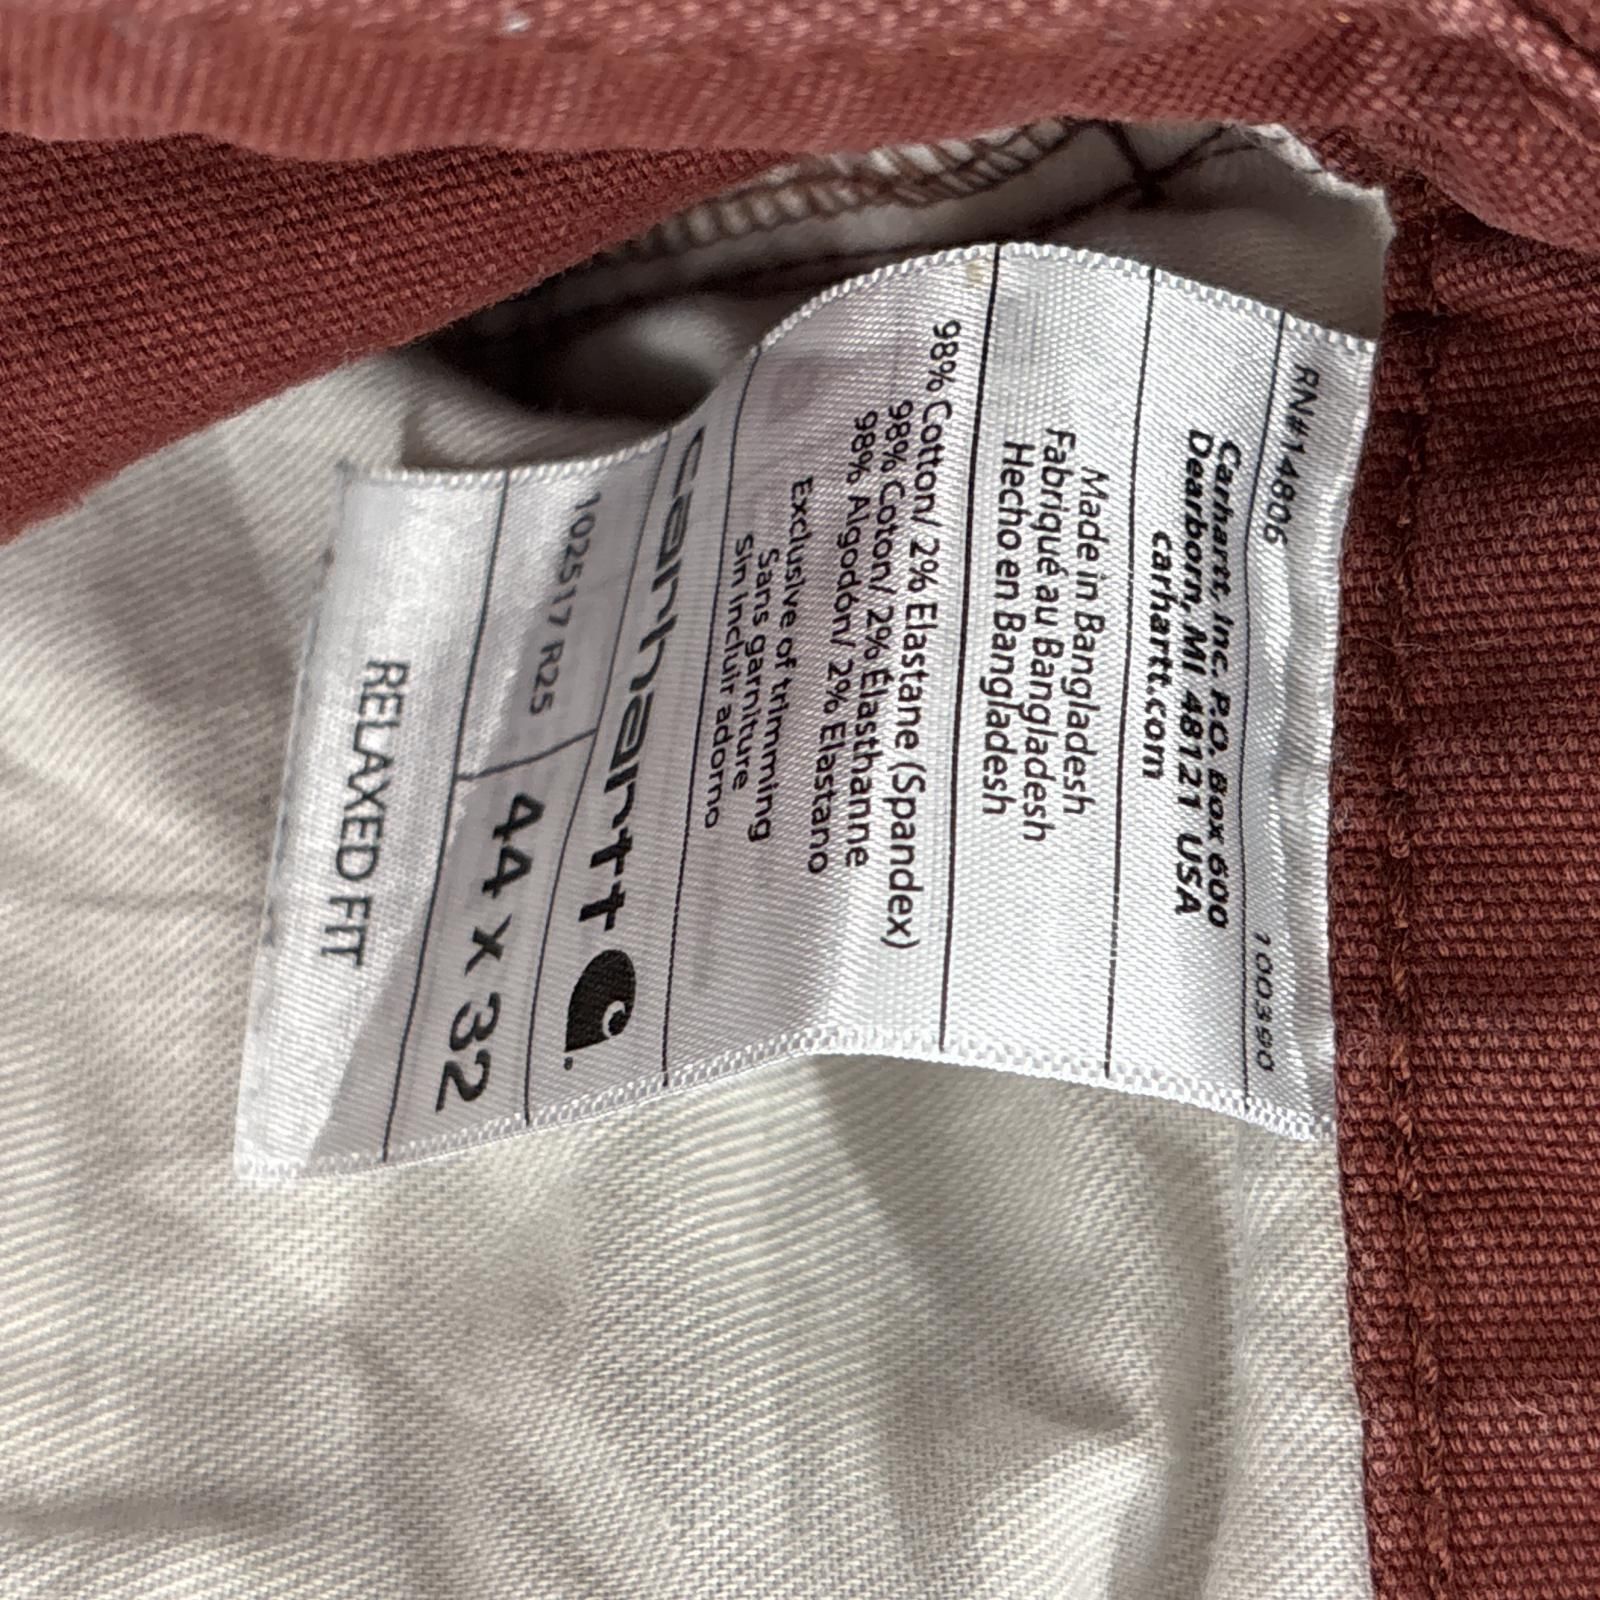 RELAXED FIT
102517 R25
44 x 32
carhartt
98% Cotton/ 2% Elastane (Spandex)
98% Coton/ 2% Élasthanne
98% Algodón/ 2% Elastano
Exclusive of trimming
Sans garniture
Sin incluir adorno
Made in Bangladesh
Fabriqué au Bangladesh
Hecho en Bangladesh
Carhartt, Inc. P.O. Box 600
Dearborn, MI 48121 USA
carhartt.com
RN#14806
1003590